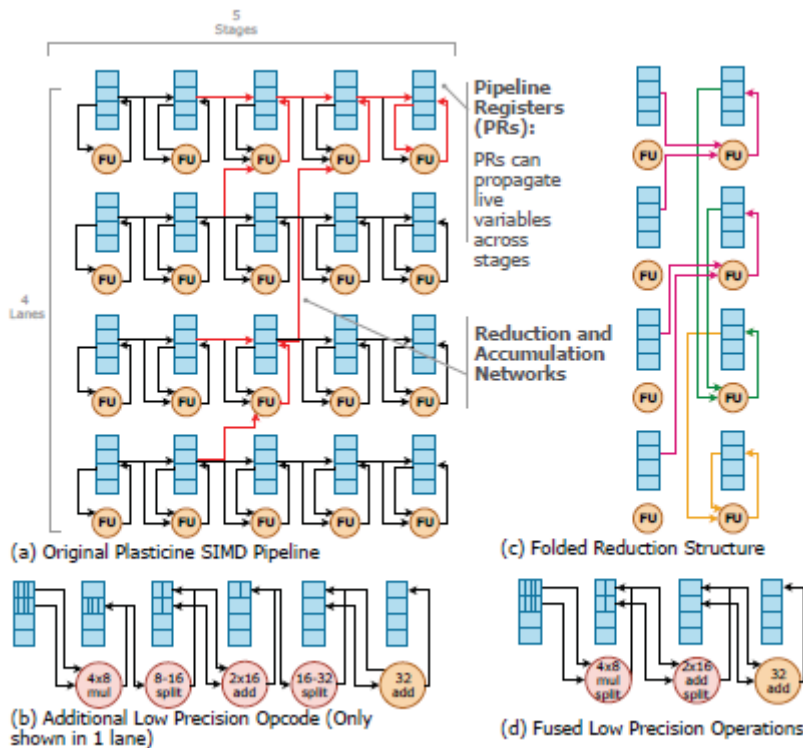 5
Stages
4
Lanes
FU FU FU FU FU
FU FU FU FU FU
FU FU FU FU FU
FU FU FU FU FU
Pipeline
Registers
(PRs):
PRs can
propagate
live
variables
across
stages
Reduction and
Accumulation
Networks
FU FU
FU FU
FU FU
FU FU
(a) Original Plasticine SIMD Pipeline
(c) Folded Reduction Structure
4x8
mul
8-16
split
2x16
add
16-32
split
32
add
(b) Additional Low Precision Opcode (Only
shown in 1 lane)
4x8
mul
split
2x16
add
split
32
add
(d) Fused Low Precision Operations